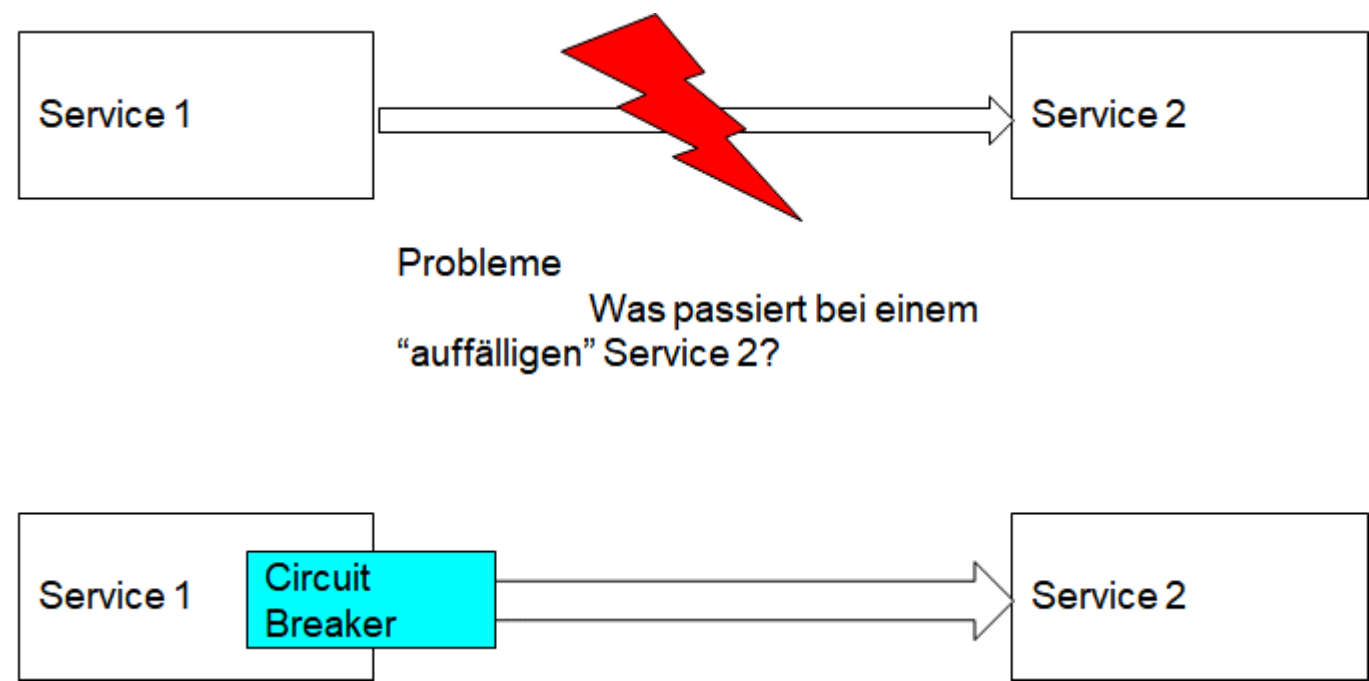 Service 1
Service 2
Probleme
Was passiert bei einem
“auffälligen” Service 2?
Service 1
Circuit
Breaker
Service 2